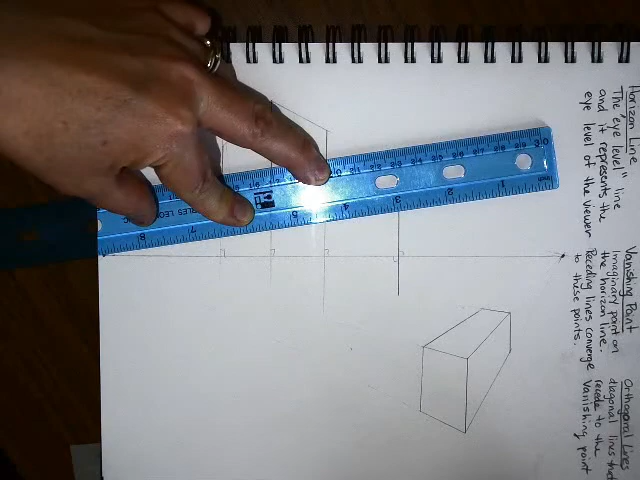 Horizon Line
The "eye level" line
and it represents the
eye level of the viewer
Vanishing Point
Imaginary point on
the horizon line.
Receding lines converge
to these points.
Orthogonal Lines
diagonal lines that
recede to the
Vanishing point